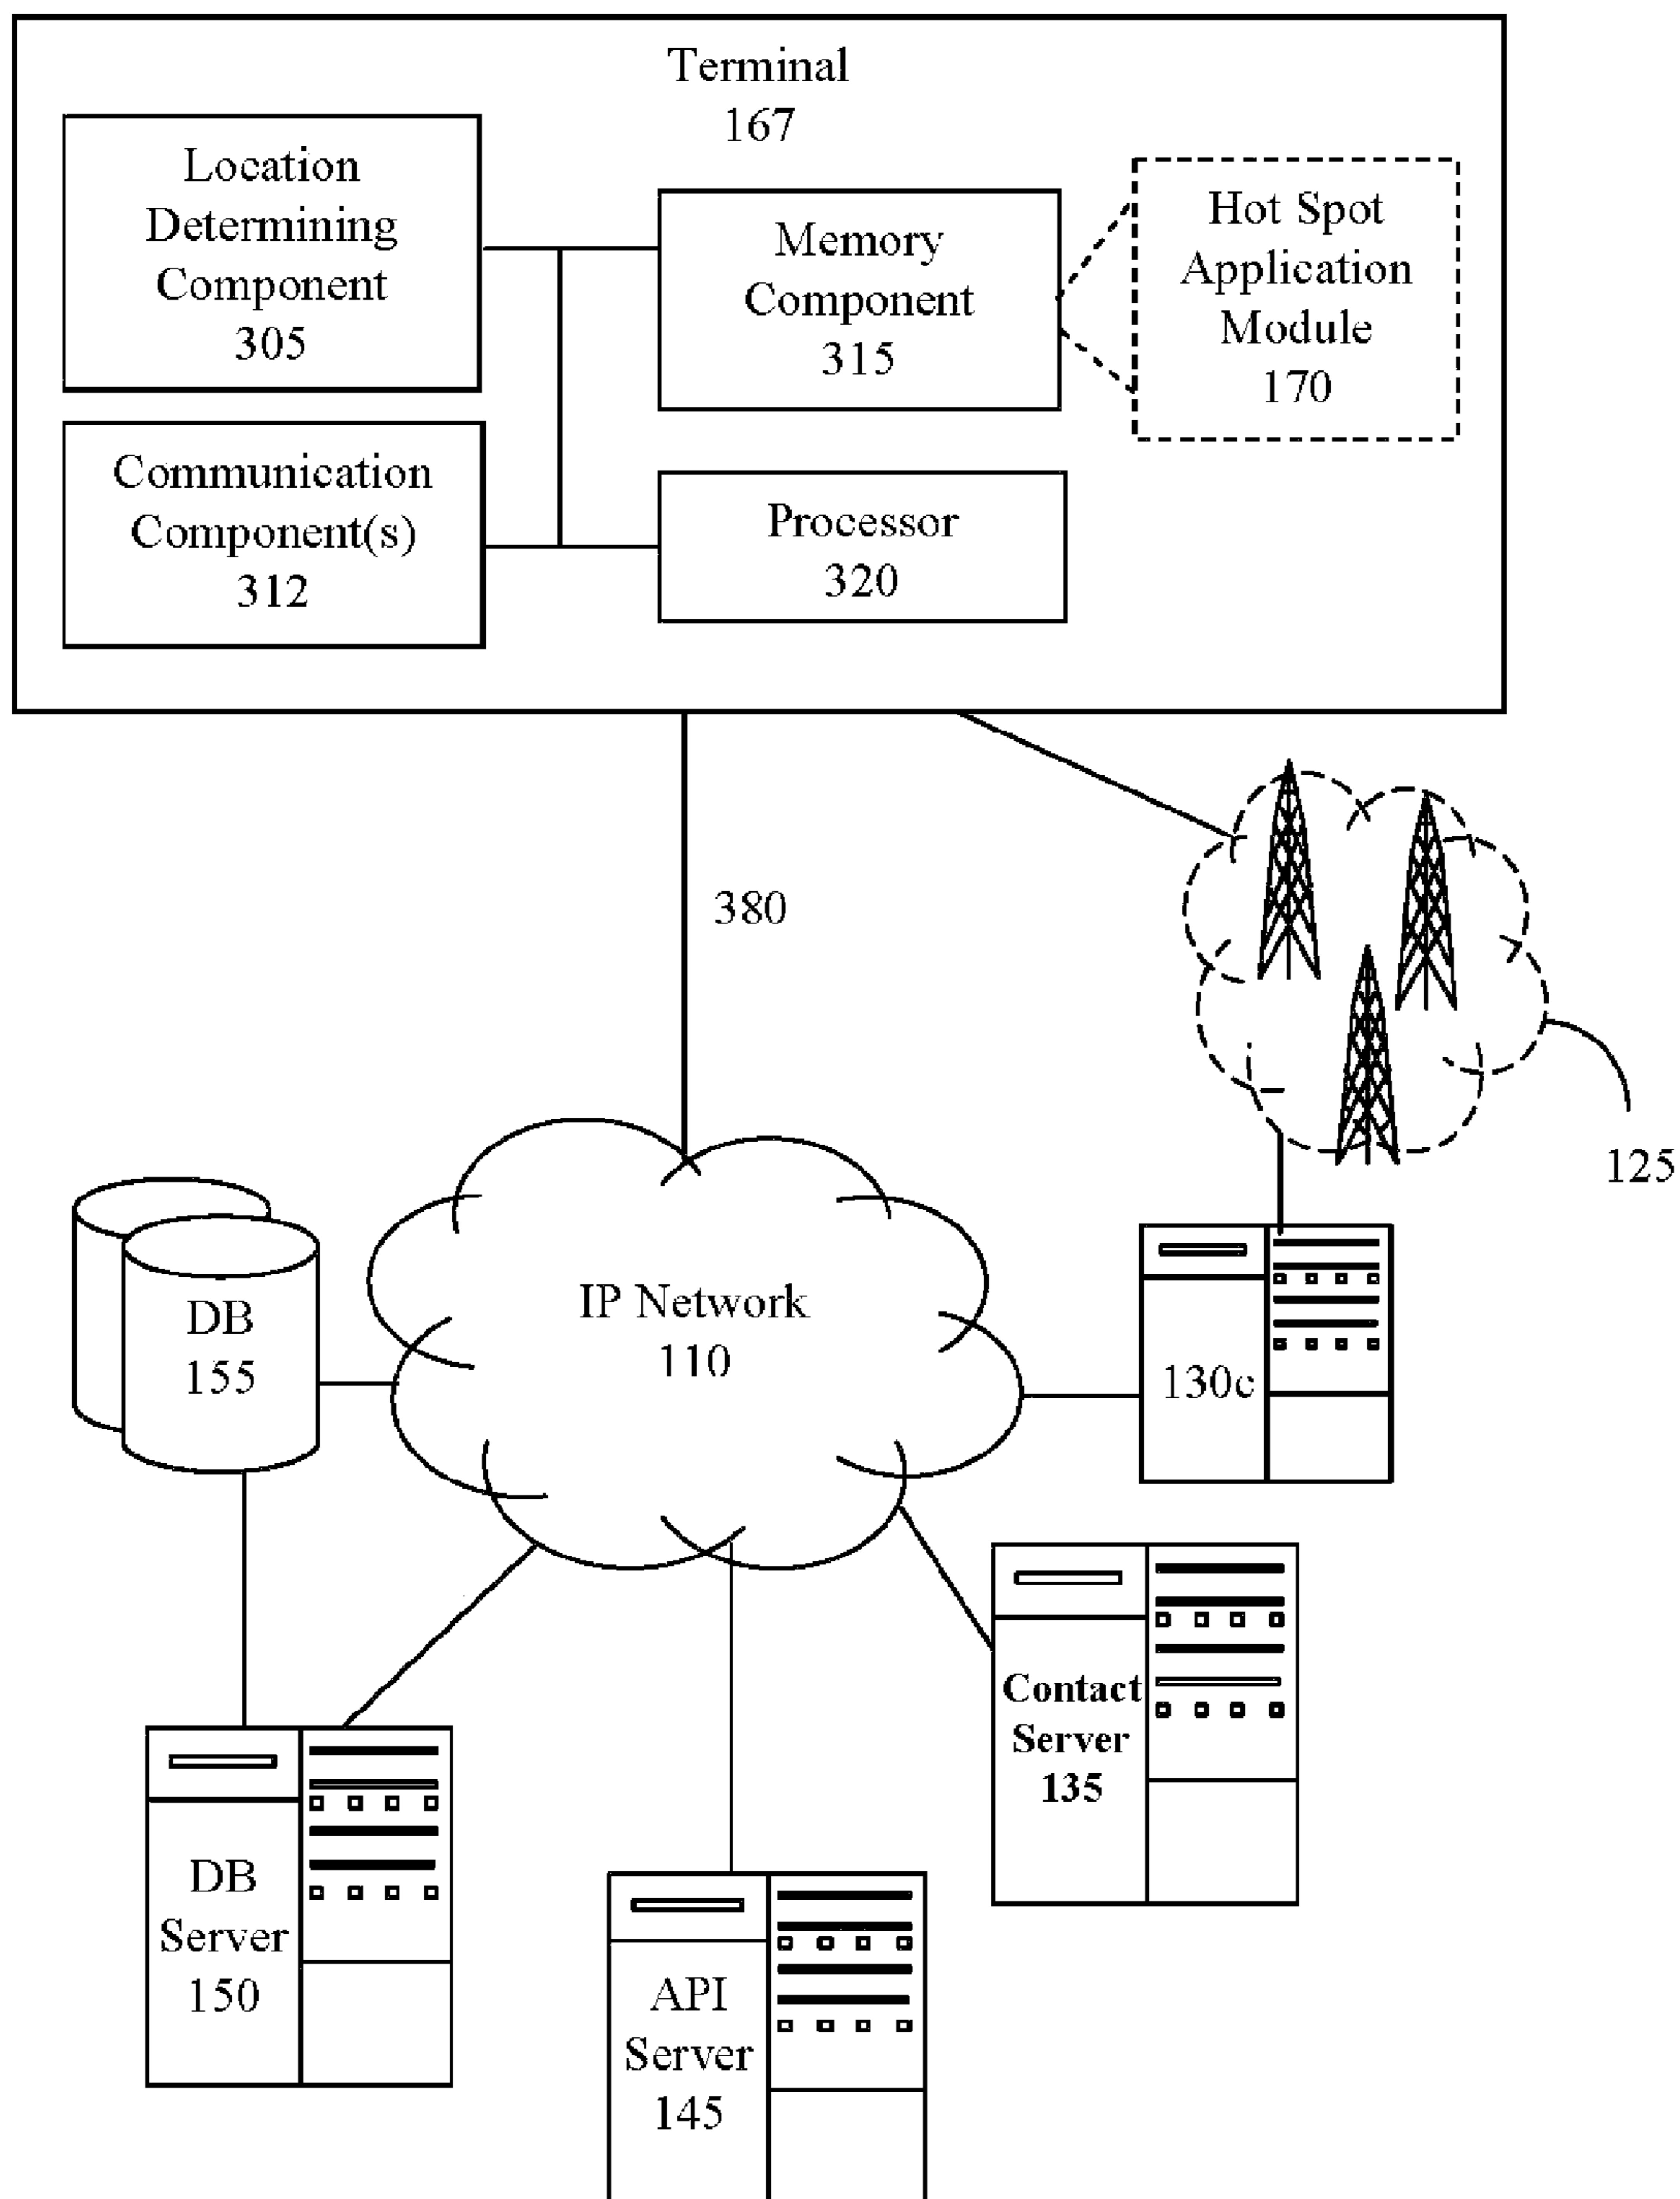 Terminal
167
Location
Determining
Component
305
Memory
Component
315
Hot Spot
Application
Module
170
Communication
Component(s)
312
Processor
320
380
125
IP Network
110
DB
155
130c
Contact
Server
135
DB
Server
150
API
Server
145